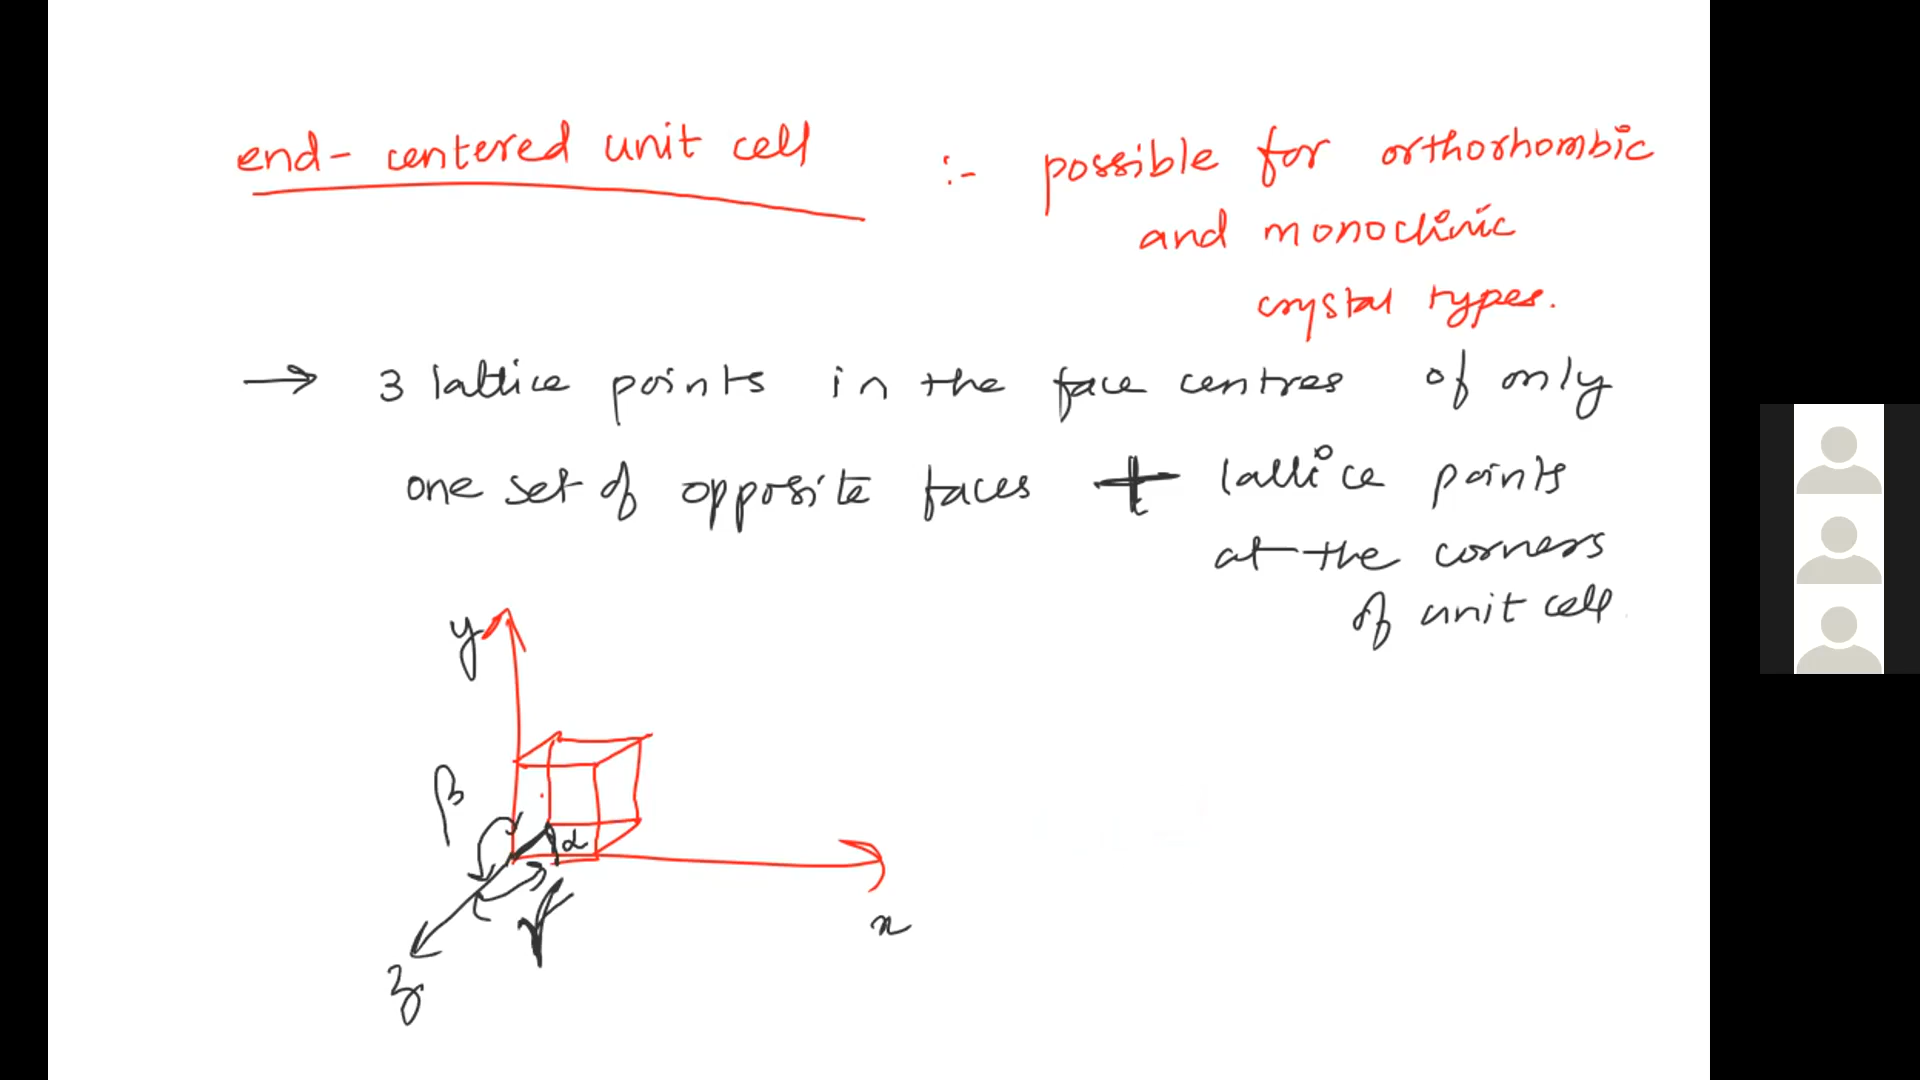 end-centered unit cell :- possible for orthorhombic
and monoclinic
crystal types.
→ 3 lattice points in the face centres of only
one set of opposite faces + lattice points
at the corners
of unit cell
y
β
α
γ
x
z